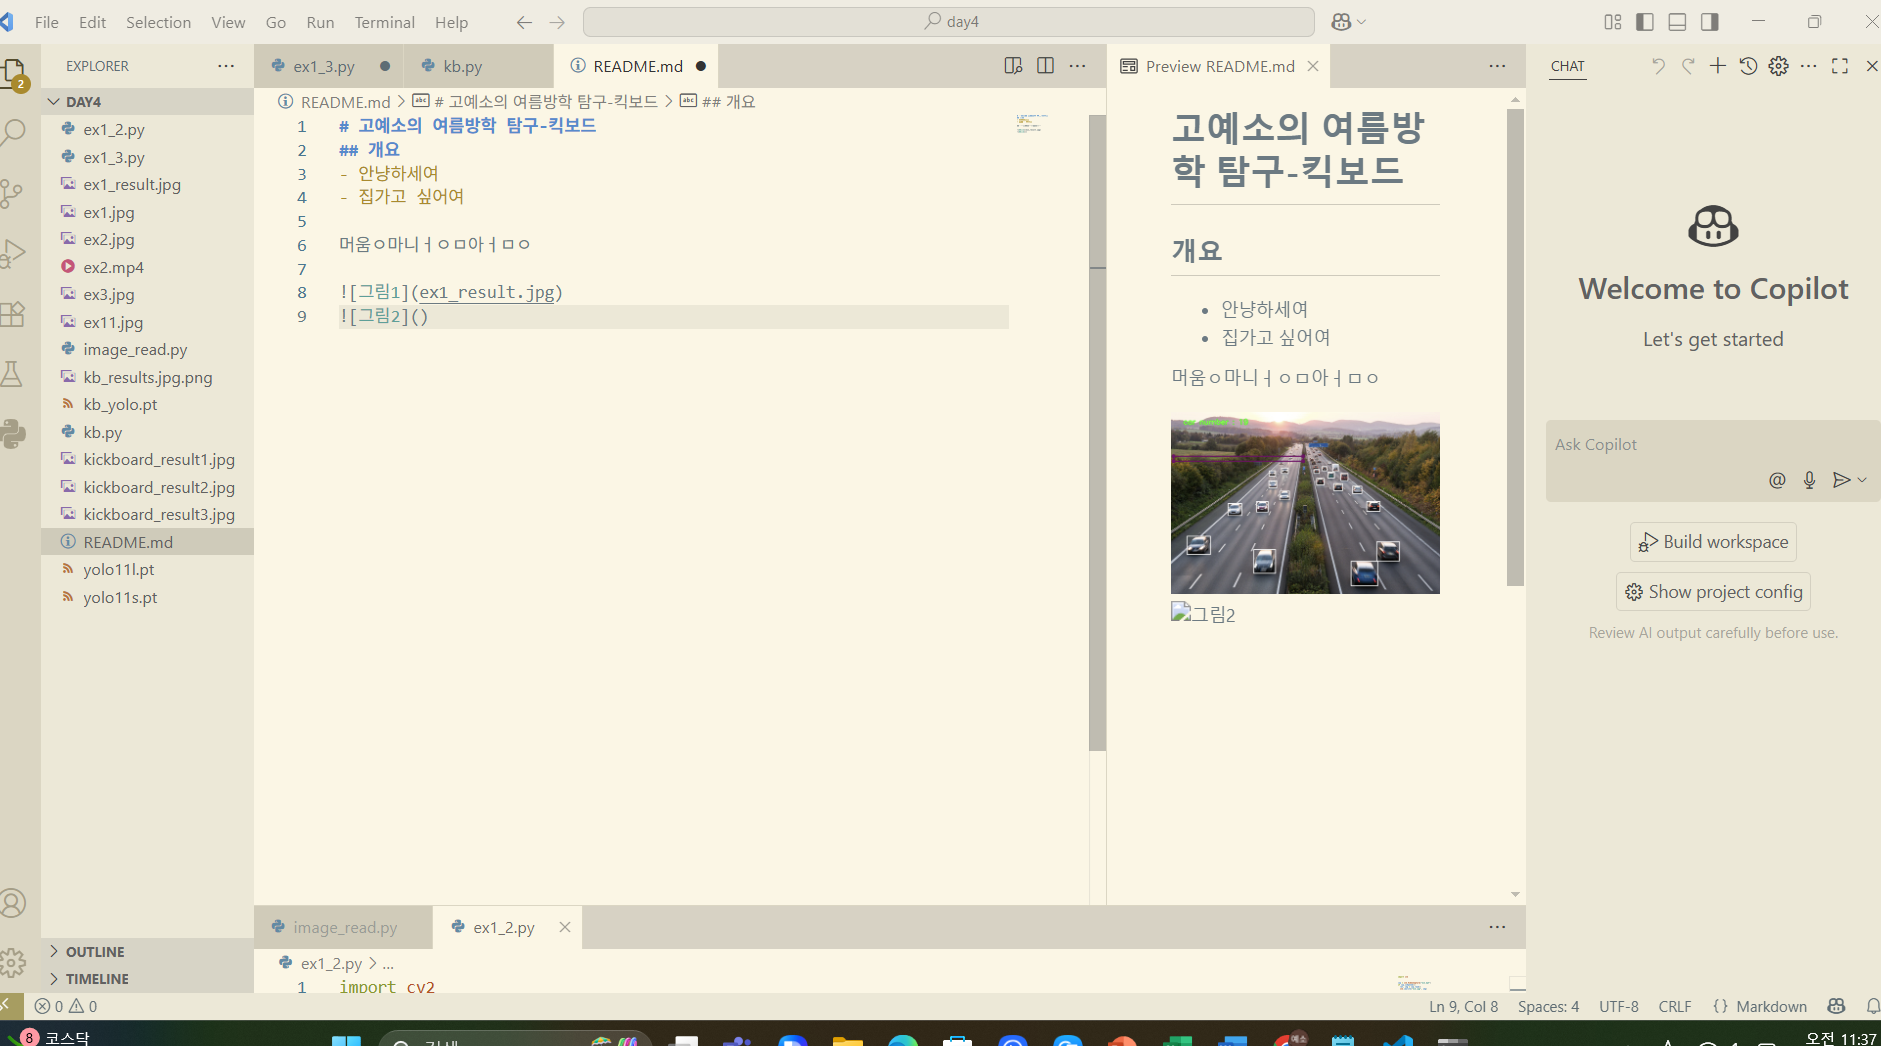 File Edit Selection View Go Run Terminal Help
day4
EXPLORER
2
DAY4
ex1_2.py
ex1_3.py
ex1_result.jpg
ex1.jpg
ex2.jpg
ex2.mp4
ex3.jpg
ex11.jpg
image_read.py
kb_results.jpg.png
kb_yolo.pt
kb.py
kickboard_result1.jpg
kickboard_result2.jpg
kickboard_result3.jpg
README.md
yolo11l.pt
yolo11s.pt
OUTLINE
TIMELINE
ex1_3.py
kb.py
README.md
README.md > # 고예소의 여름방학 탐구-킥보드 > ## 개요
1 # 고예소의 여름방학 탐구-킥보드
2 ## 개요
3 - 안냥하세여
4 - 집가고 싶어여
5
6 머움ㅇ마니ㅓㅇㅁ아ㅓㅁㅇ
7
8 ![그림1](ex1_result.jpg)
9 ![그림2]()
Preview README.md
고예소의 여름방
학 탐구-킥보드
개요
• 안냥하세여
• 집가고 싶어여
머움ㅇ마니ㅓㅇㅁ아ㅓㅁㅇ
그림2
CHAT
Welcome to Copilot
Let's get started
Ask Copilot
Build workspace
Show project config
Review AI output carefully before use.
image_read.py
ex1_2.py
ex1_2.py > ...
1 import cv2
0 0
Ln 9, Col 8 Spaces: 4 UTF-8 CRLF {} Markdown
8 코스닥
오전 11:37